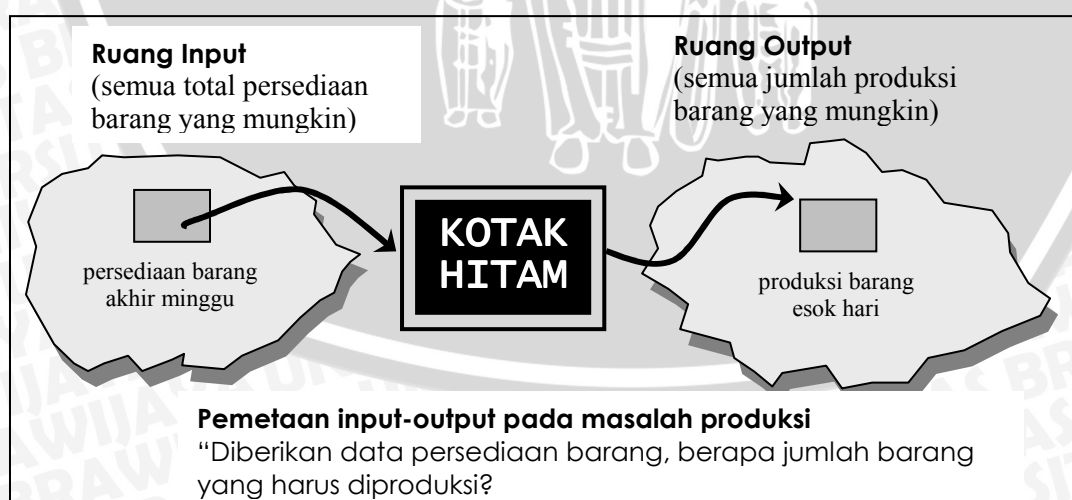 Ruang Input
(semua total persediaan
barang yang mungkin)
Ruang Output
(semua jumlah produksi
barang yang mungkin)
persediaan barang
akhir minggu
KOTAK
HITAM
produksi barang
esok hari
Pemetaan input-output pada masalah produksi
“Diberikan data persediaan barang, berapa jumlah barang
yang harus diproduksi?